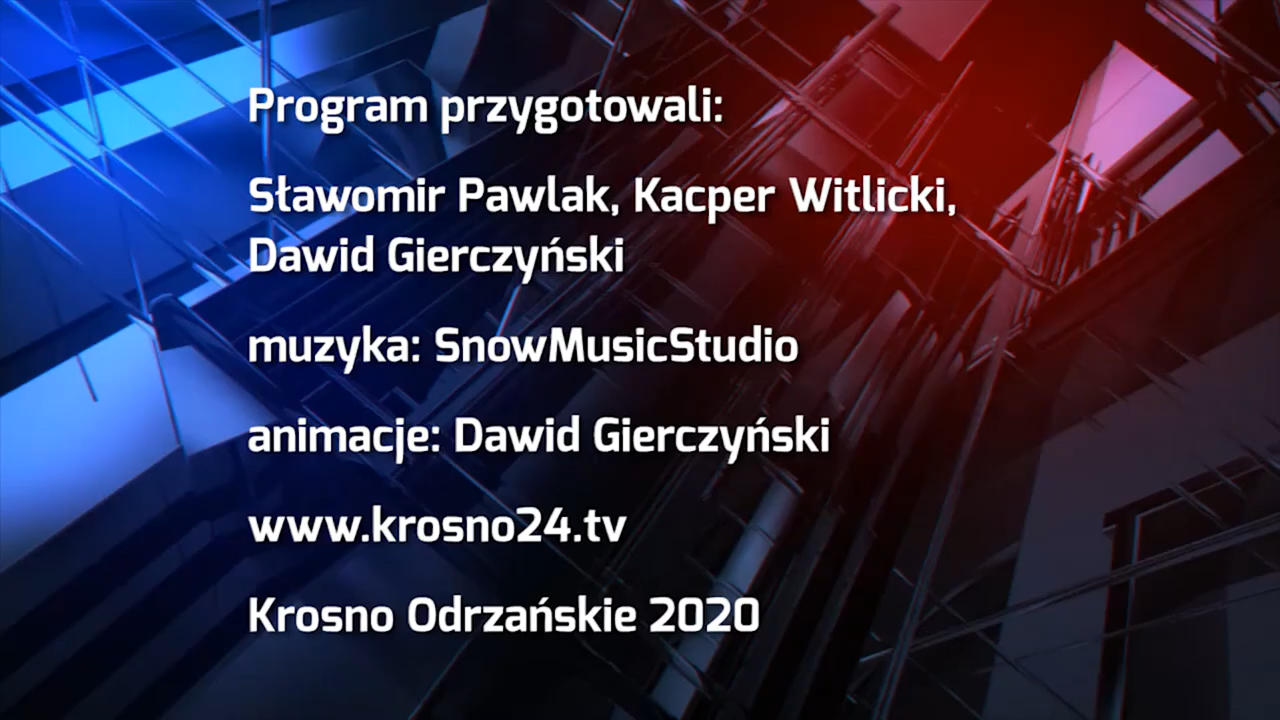 Program przygotowali:
Sławomir Pawlak, Kacper Witlicki,
Dawid Gierczyński
muzyka: SnowMusicStudio
animacje: Dawid Gierczyński
www.krosno24.tv
Krosno Odrzańskie 2020